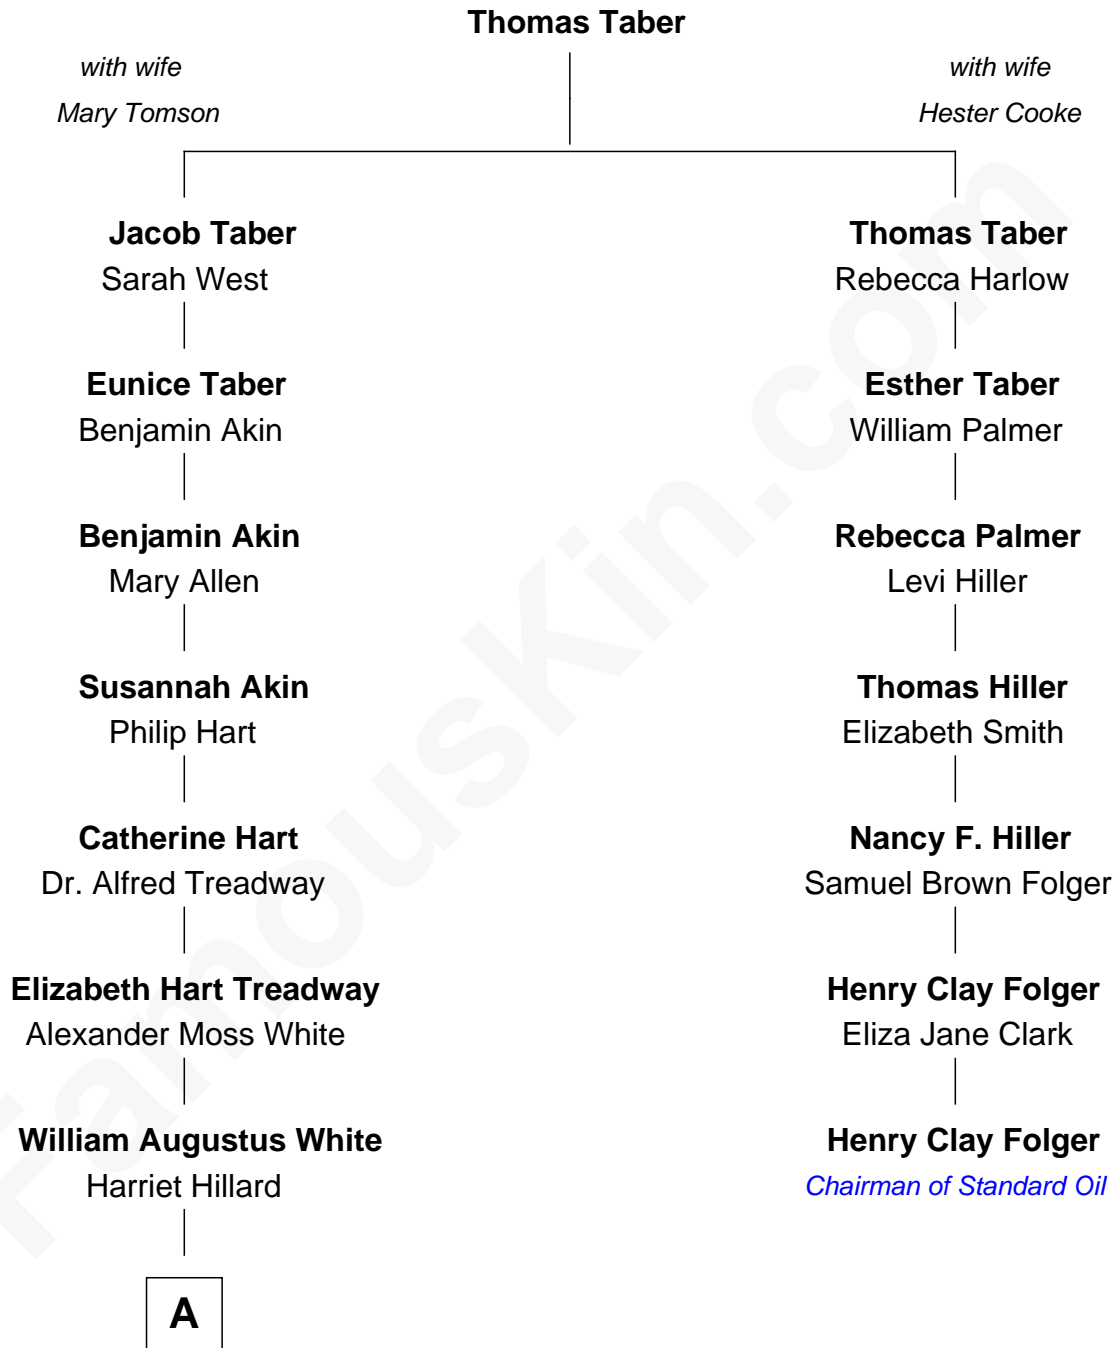 Thomas Taber
with wife
Mary Tomson
with wife
Hester Cooke
Jacob Taber
Sarah West
Thomas Taber
Rebecca Harlow
Eunice Taber
Benjamin Akin
Esther Taber
William Palmer
Benjamin Akin
Mary Allen
Rebecca Palmer
Levi Hiller
Susannah Akin
Philip Hart
Thomas Hiller
Elizabeth Smith
Catherine Hart
Dr. Alfred Treadway
Nancy F. Hiller
Samuel Brown Folger
Elizabeth Hart Treadway
Alexander Moss White
Henry Clay Folger
Eliza Jane Clark
William Augustus White
Harriet Hillard
Henry Clay Folger
Chairman of Standard Oil
A
FamousKin.com